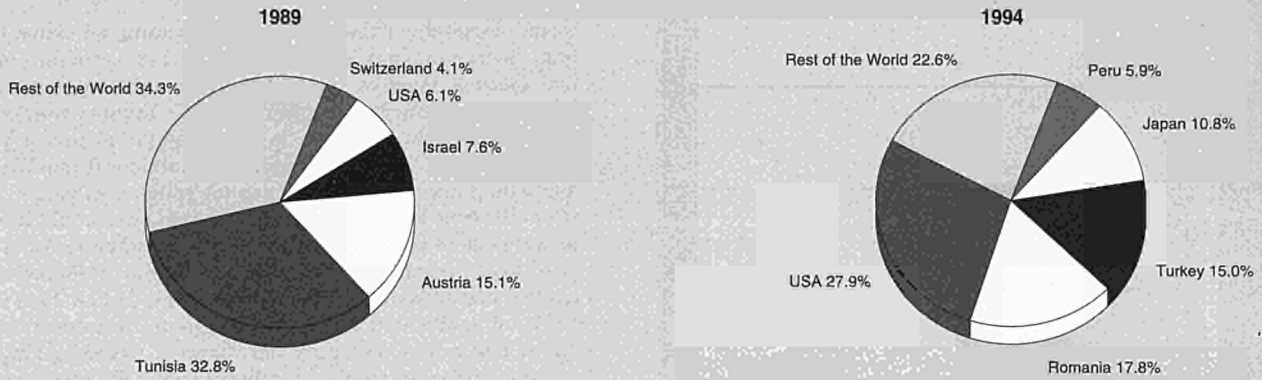 1989
Switzerland 4.1%
Rest of the World 34.3%
USA 6.1%
Israel 7.6%
Austria 15.1%
Tunisia 32.8%
1994
Rest of the World 22.6%
Peru 5.9%
Japan 10.8%
USA 27.9%
Turkey 15.0%
Romania 17.8%